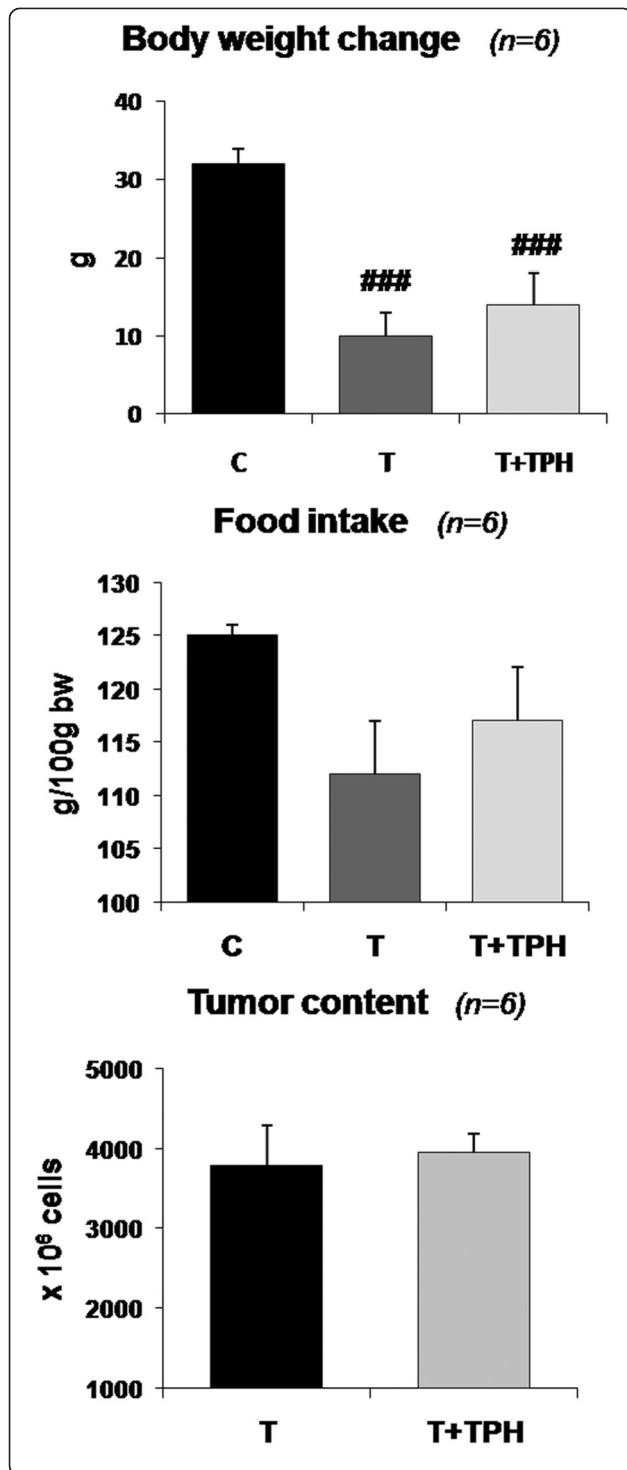 Body weight change (n=6)
40
30
20
10
0
g
###
###
C T T+TPH
Food intake (n=6)
130
125
120
115
110
105
100
g/100g bw
C T T+TPH
Tumor content (n=6)
5000
4000
3000
2000
1000
x 10⁶ cells
T T+TPH